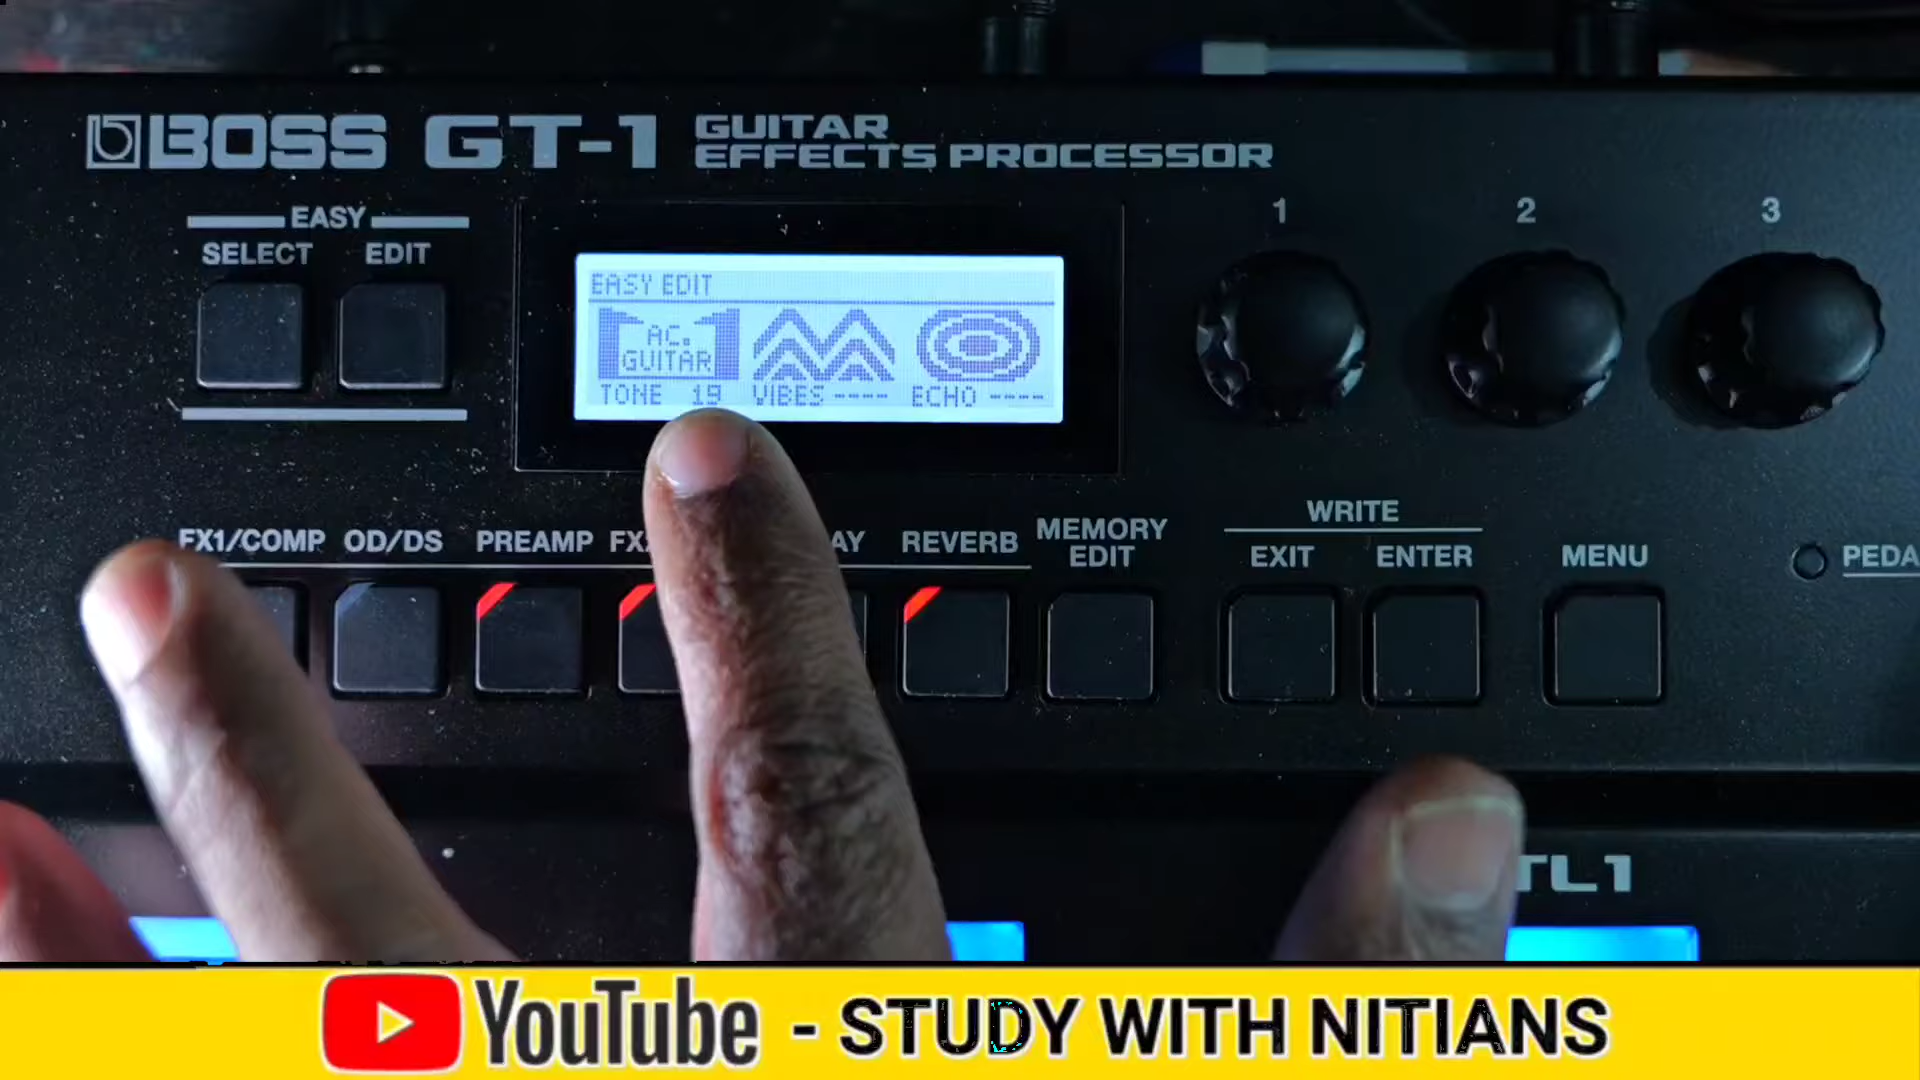 BOSS GT-1 GUITAR EFFECTS PROCESSOR
EASY
SELECT EDIT
1 2 3
EASY EDIT
AC. GUITAR
TONE 19 VIBES ---- ECHO ----
WRITE
FX1/COMP OD/DS PREAMP REVERB MEMORY EDIT EXIT ENTER MENU
YouTube - STUDY WITH NITIANS